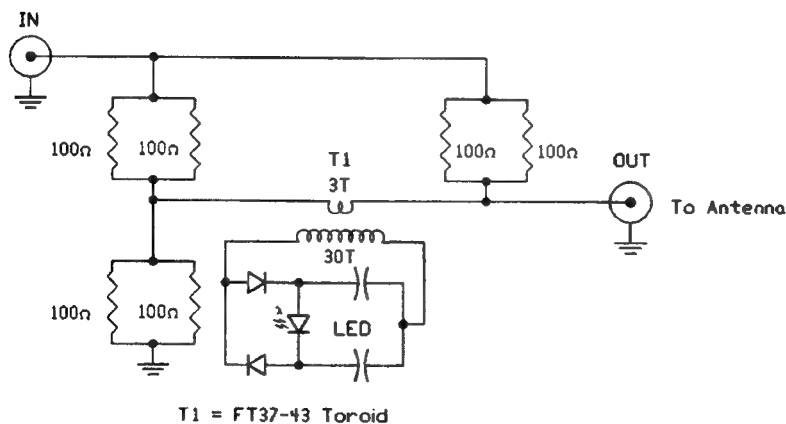 IN
100Ω 100Ω
100Ω 100Ω
T1
3T
OUT
To Antenna
30T
LED
100Ω 100Ω
T1 = FT37-43 Toroid